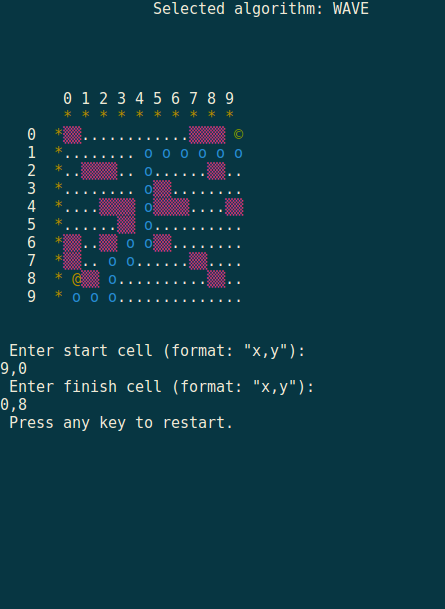 Selected algorithm: WAVE
0 1 2 3 4 5 6 7 8 9
* * * * * * * * * *
0  *▒▒............▒▒▒▒ ©
1  *........ o o o o o o
2  *..▒▒▒▒.. o......▒▒..
3  *........ o▒▒........
4  *....▒▒▒▒ o▒▒▒▒....▒▒
5  *......▒▒ o..........
6  *▒▒..▒▒ o o▒▒........
7  *▒▒.. o o......▒▒....
8  * @▒▒ o..........▒▒..
9  * o o o..............
Enter start cell (format: "x,y"):
9,0
Enter finish cell (format: "x,y"):
0,8
Press any key to restart.